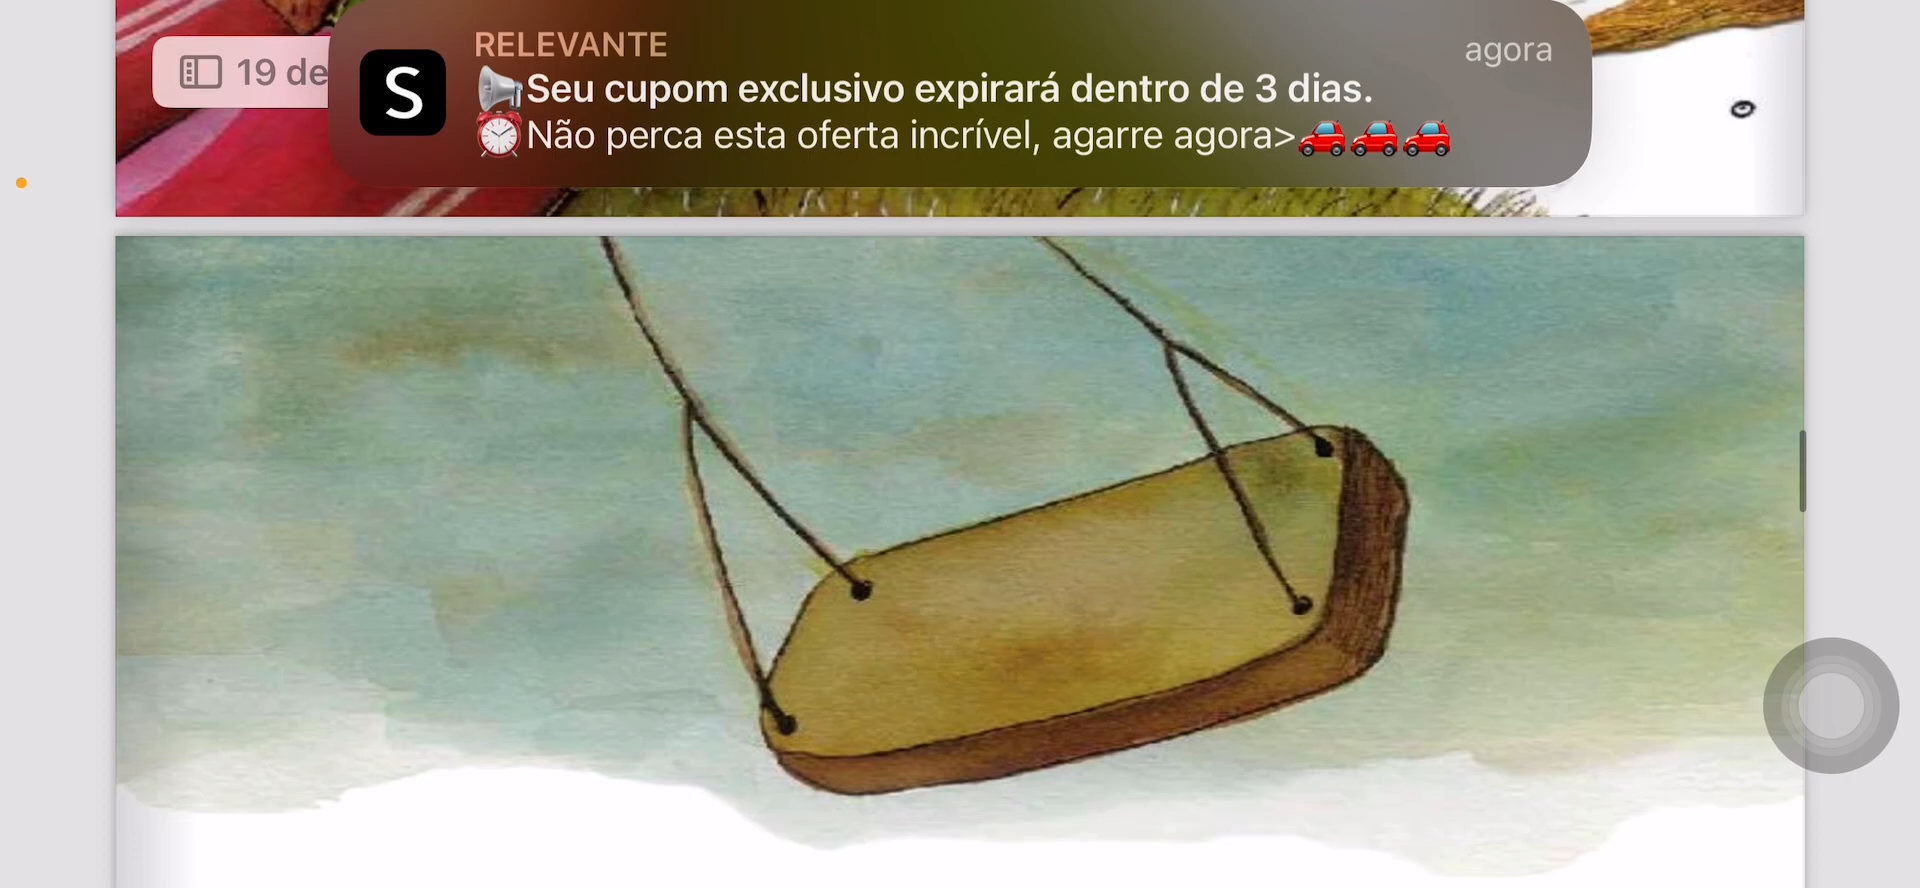 19 de
S
RELEVANTE
agora
📢Seu cupom exclusivo expirará dentro de 3 dias.
⏰Não perca esta oferta incrível, agarre agora>🚗🚗🚗